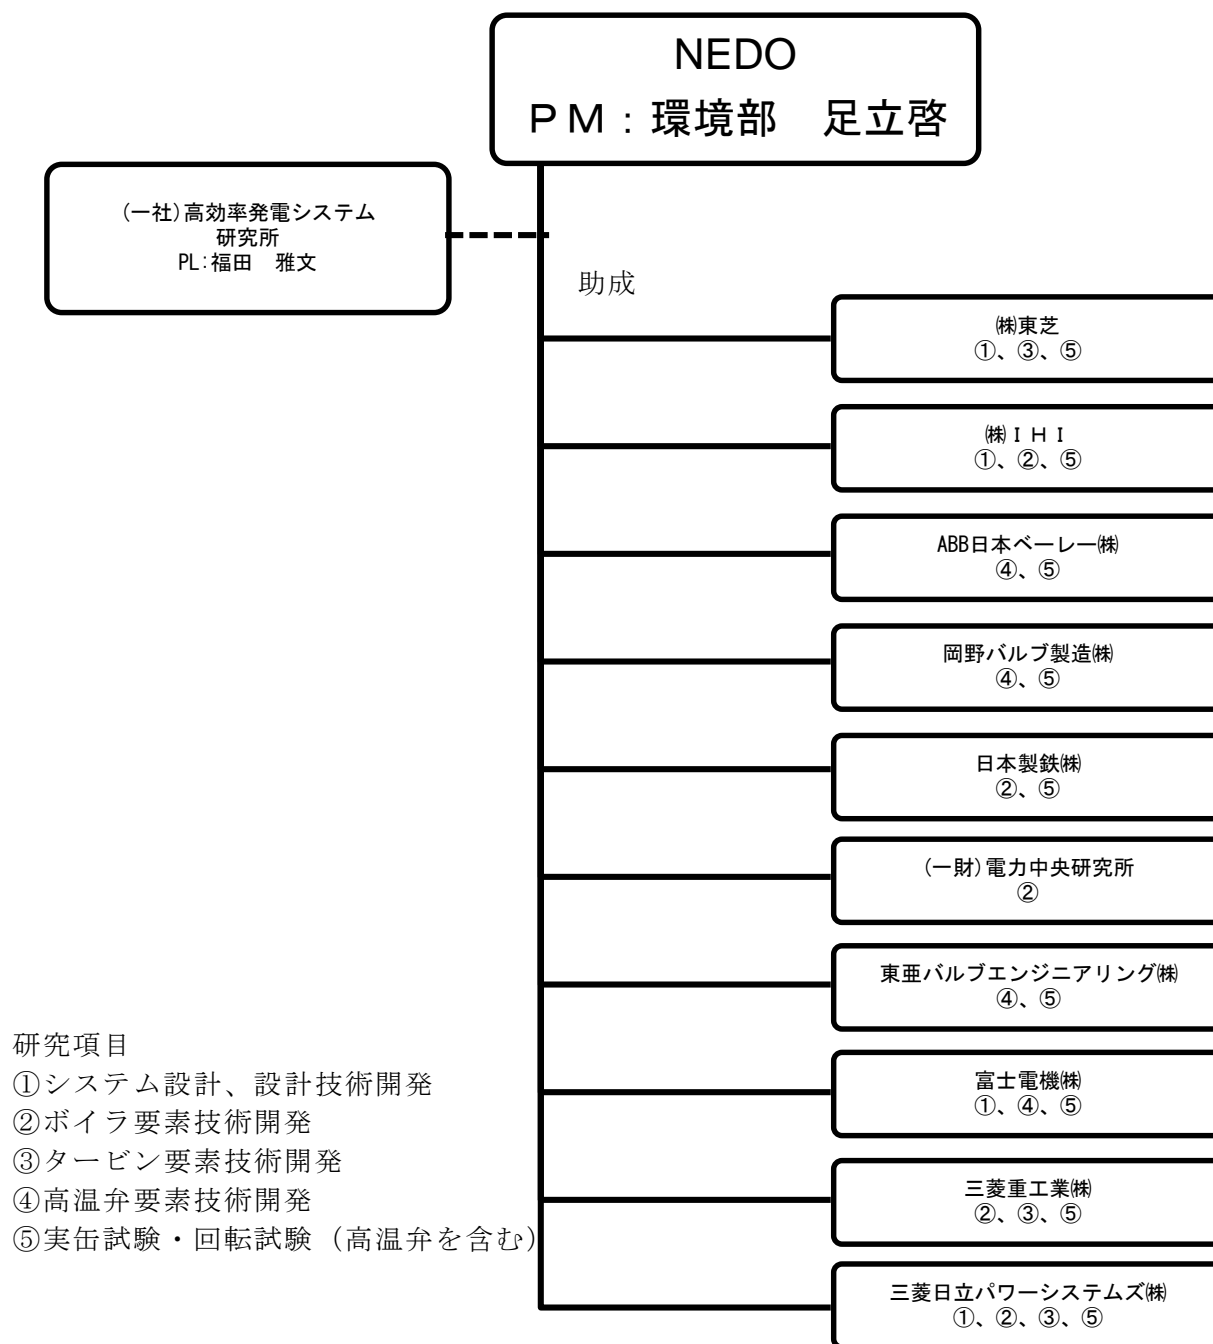 NEDO
ＰＭ：環境部　足立啓
(一社)高効率発電システム
研究所
PL:福田　雅文
助成
㈱東芝
①、③、⑤
㈱ＩＨＩ
①、②、⑤
ABB日本ベーレー㈱
④、⑤
岡野バルブ製造㈱
④、⑤
日本製鉄㈱
②、⑤
(一財)電力中央研究所
②
東亜バルブエンジニアリング㈱
④、⑤
富士電機㈱
①、④、⑤
三菱重工業㈱
②、③、⑤
三菱日立パワーシステムズ㈱
①、②、③、⑤
研究項目
①システム設計、設計技術開発
②ボイラ要素技術開発
③タービン要素技術開発
④高温弁要素技術開発
⑤実缶試験・回転試験（高温弁を含む）